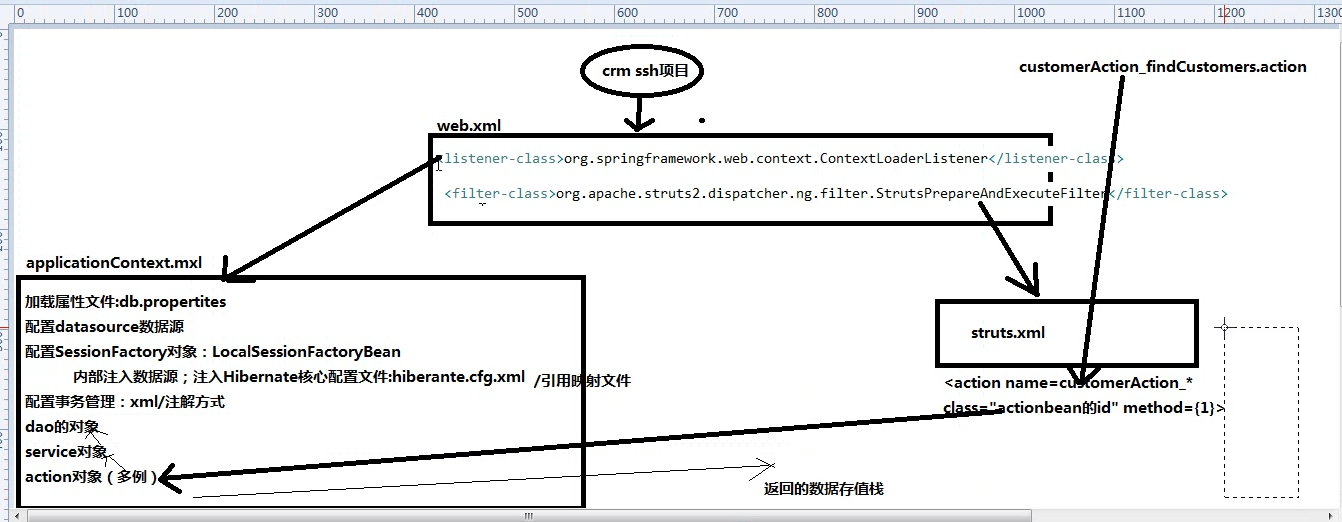 0 100 200 300 400 500 600 700 800 900 1000 1100 1200 1300
crm ssh项目
customerAction_findCustomers.action
web.xml
listener-class>org.springframework.web.context.ContextLoaderListener</listener-class>
<filter-class>org.apache.struts2.dispatcher.ng.filter.StrutsPrepareAndExecuteFilter</filter-class>
applicationContext.mxl
加载属性文件:db.propertites
配置datasource数据源
配置SessionFactory对象：LocalSessionFactoryBean
内部注入数据源；注入Hibernate核心配置文件:hiberante.cfg.xml /引用映射文件
配置事务管理：xml/注解方式
dao的对象
service对象
action对象（多例）
struts.xml
<action name=customerAction_*
class="actionbean的id" method={1}>
返回的数据存值栈